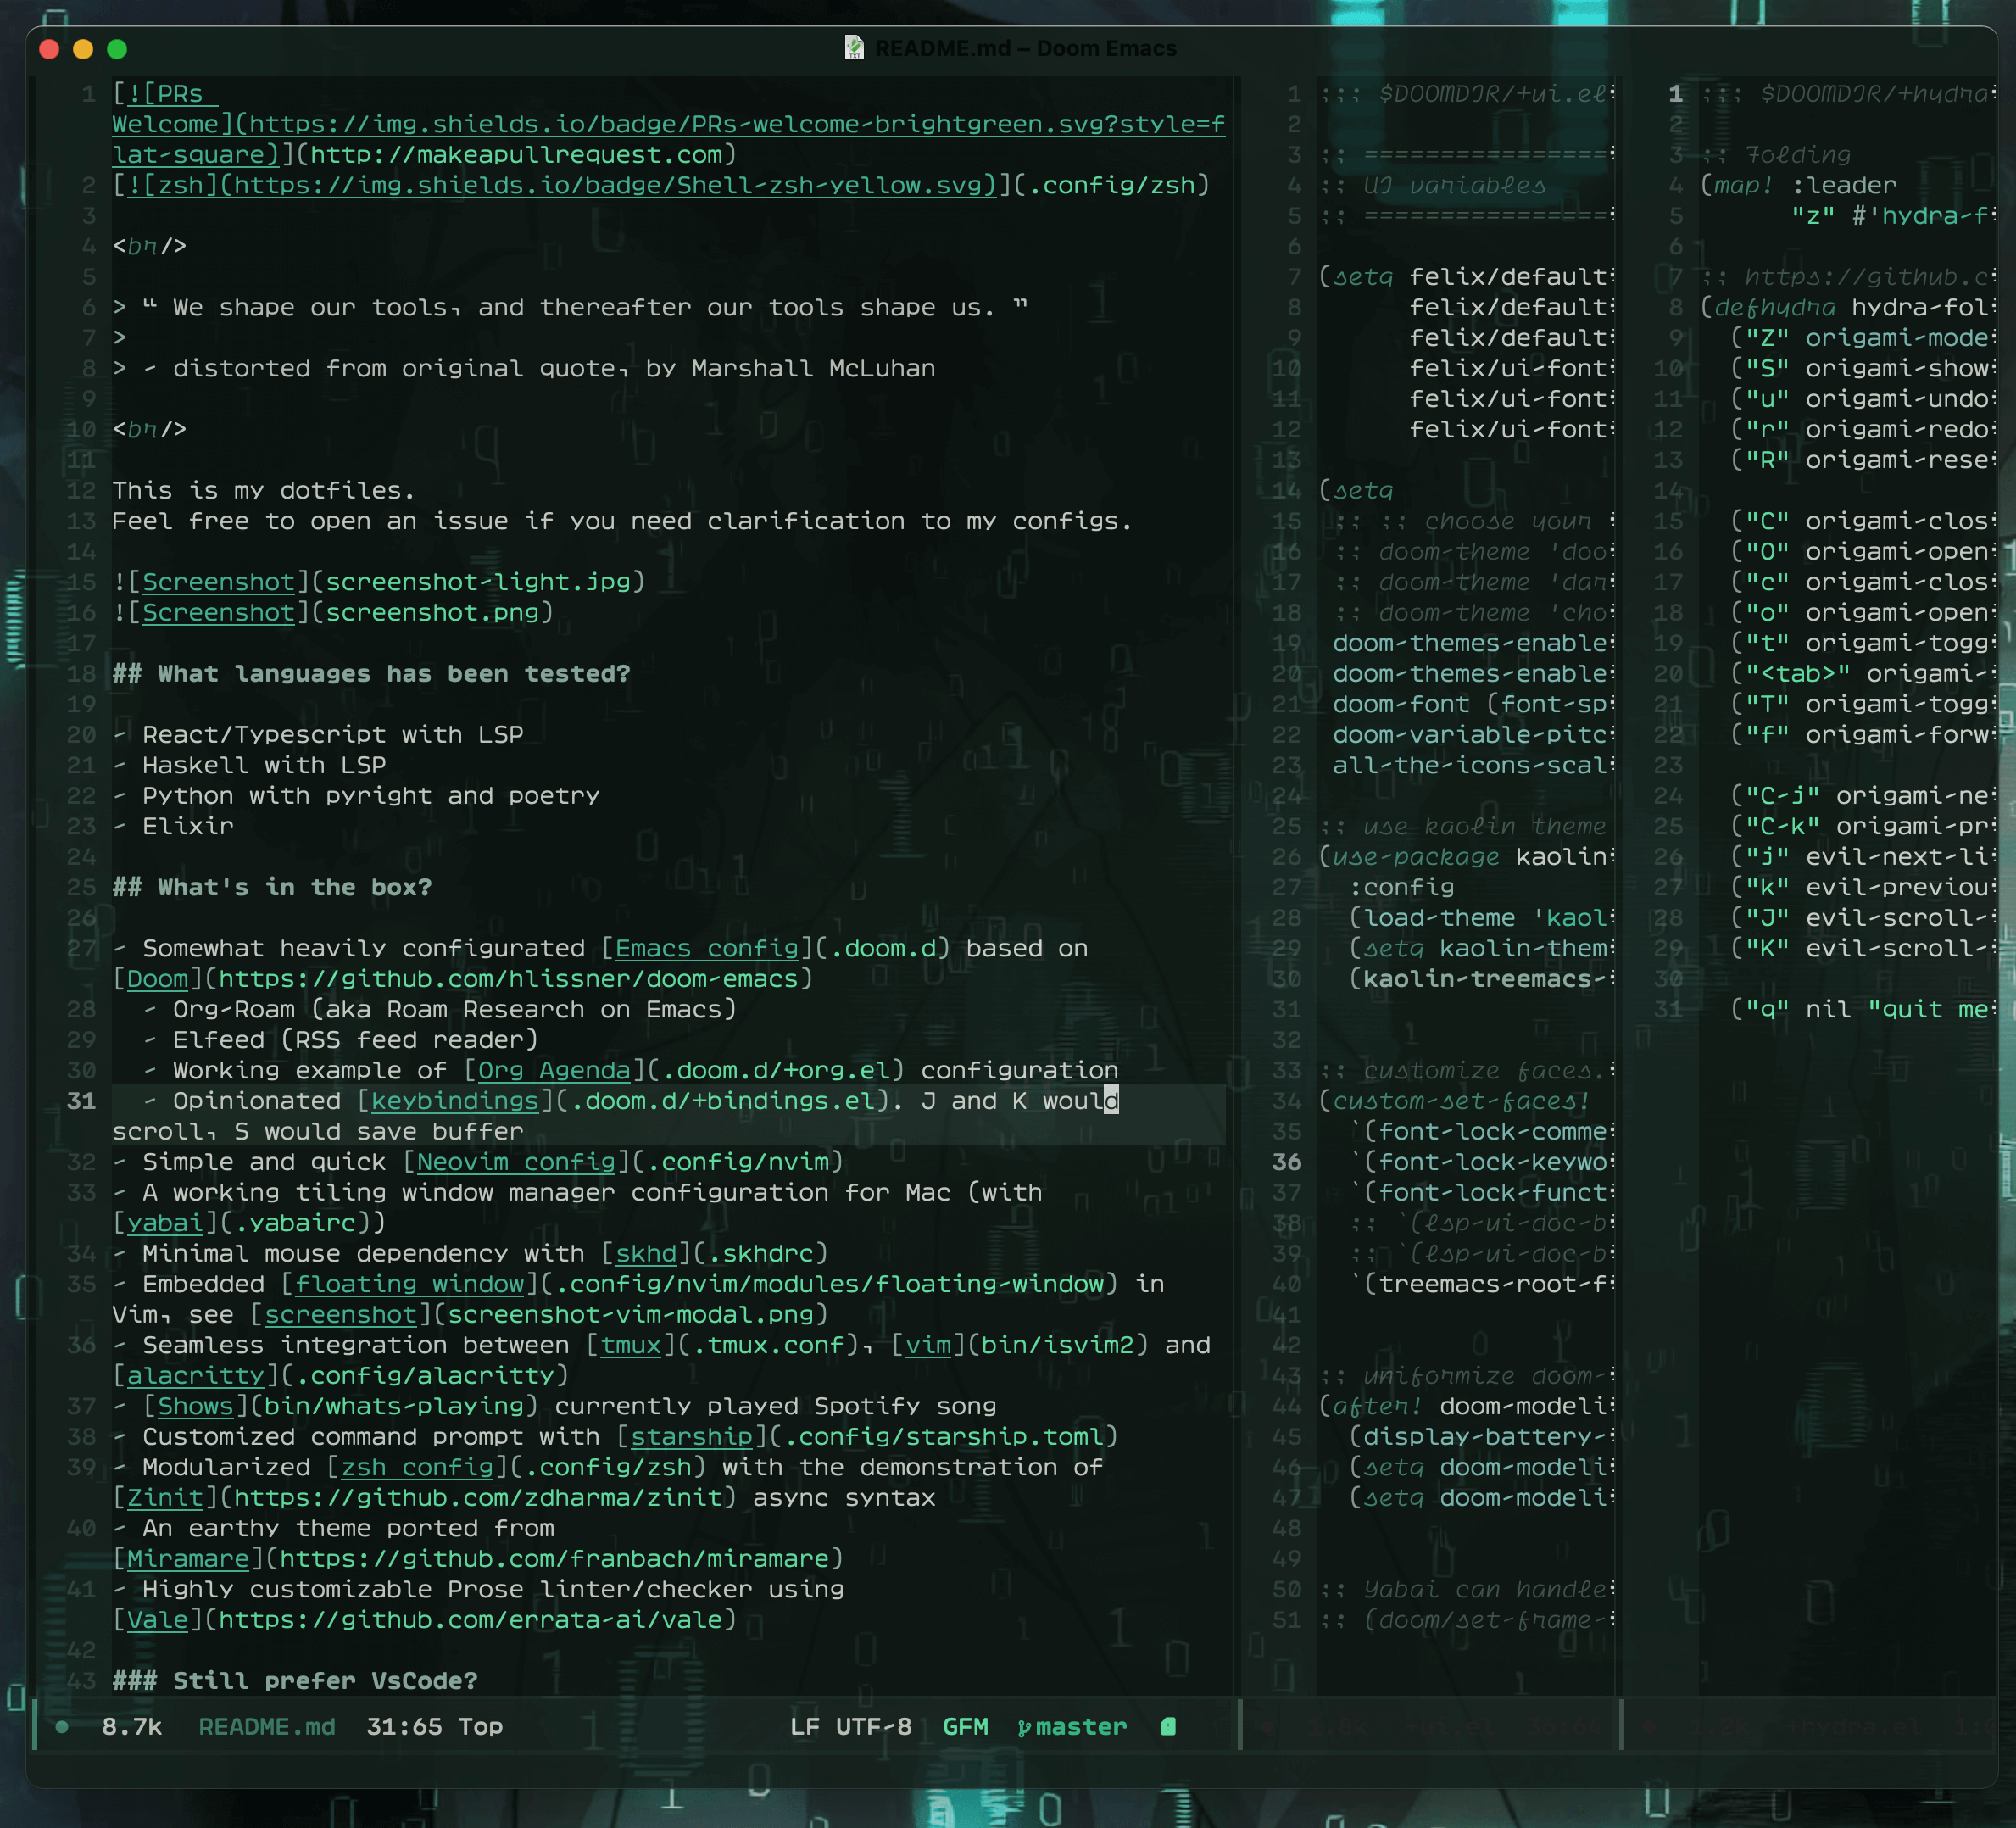 README.md – Doom Emacs
1 [![PRs
Welcome](https://img.shields.io/badge/PRs-welcome-brightgreen.svg?style=f
lat-square)](http://makeapullrequest.com)
2 [![zsh](https://img.shields.io/badge/Shell-zsh-yellow.svg)](.config/zsh)
3
4 <br/>
5
6 > “ We shape our tools, and thereafter our tools shape us. ”
7 >
8 > - distorted from original quote, by Marshall McLuhan
9
10 <br/>
11
12 This is my dotfiles.
13 Feel free to open an issue if you need clarification to my configs.
14
15 ![Screenshot](screenshot-light.jpg)
16 ![Screenshot](screenshot.png)
17
18 ## What languages has been tested?
19
20 - React/Typescript with LSP
21 - Haskell with LSP
22 - Python with pyright and poetry
23 - Elixir
24
25 ## What's in the box?
26
27 - Somewhat heavily configurated [Emacs config](.doom.d) based on
[Doom](https://github.com/hlissner/doom-emacs)
28 - Org-Roam (aka Roam Research on Emacs)
29 - Elfeed (RSS feed reader)
30 - Working example of [Org Agenda](.doom.d/+org.el) configuration
31 - Opinionated [keybindings](.doom.d/+bindings.el). J and K would
scroll, S would save buffer
32 - Simple and quick [Neovim config](.config/nvim)
33 - A working tiling window manager configuration for Mac (with
[yabai](.yabairc))
34 - Minimal mouse dependency with [skhd](.skhdrc)
35 - Embedded [floating window](.config/nvim/modules/floating-window) in
Vim, see [screenshot](screenshot-vim-modal.png)
36 - Seamless integration between [tmux](.tmux.conf), [vim](bin/isvim2) and
[alacritty](.config/alacritty)
37 - [Shows](bin/whats-playing) currently played Spotify song
38 - Customized command prompt with [starship](.config/starship.toml)
39 - Modularized [zsh config](.config/zsh) with the demonstration of
[Zinit](https://github.com/zdharma/zinit) async syntax
40 - An earthy theme ported from
[Miramare](https://github.com/franbach/miramare)
41 - Highly customizable Prose linter/checker using
[Vale](https://github.com/errata-ai/vale)
42
43 ### Still prefer VsCode?
8.7k README.md 31:65 Top LF UTF-8 GFM master
1 ;;; $DOOMDIR/+ui.el
2
3 ;; ================
4 ;; UI variables
5 ;; ================
6
7 (setq felix/default
8 felix/default
9 felix/default
10 felix/ui-font
11 felix/ui-font
12 felix/ui-font
13
14 (setq
15 ;; ;; choose your
16 ;; doom-theme 'doo
17 ;; doom-theme 'dar
18 ;; doom-theme 'cho
19 doom-themes-enable
20 doom-themes-enable
21 doom-font (font-sp
22 doom-variable-pitc
23 all-the-icons-scal
24
25 ;; use kaolin theme
26 (use-package kaolin
27 :config
28 (load-theme 'kaol
29 (setq kaolin-them
30 (kaolin-treemacs-
31
32
33 ;; customize faces.
34 (custom-set-faces!
35 `(font-lock-comme
36 `(font-lock-keywo
37 `(font-lock-funct
38 ;; `(lsp-ui-doc-b
39 ;; `(lsp-ui-doc-b
40 `(treemacs-root-f
41
42
43 ;; uniformize doom-
44 (after! doom-modeli
45 (display-battery-
46 (setq doom-modeli
47 (setq doom-modeli
48
49
50 ;; Yabai can handle
51 ;; (doom/set-frame-
1 ;;; $DOOMDIR/+hydra
2
3 ;; Folding
4 (map! :leader
5 "z" #'hydra-f
6
7 ;; https://github.c
8 (defhydra hydra-fol
9 ("Z" origami-mode
10 ("S" origami-show
11 ("u" origami-undo
12 ("r" origami-redo
13 ("R" origami-rese
14
15 ("C" origami-clos
16 ("O" origami-open
17 ("c" origami-clos
18 ("o" origami-open
19 ("t" origami-togg
20 ("<tab>" origami-
21 ("T" origami-togg
22 ("f" origami-forw
23
24 ("C-j" origami-ne
25 ("C-k" origami-pr
26 ("j" evil-next-li
27 ("k" evil-previou
28 ("J" evil-scroll-
29 ("K" evil-scroll-
30
31 ("q" nil "quit me